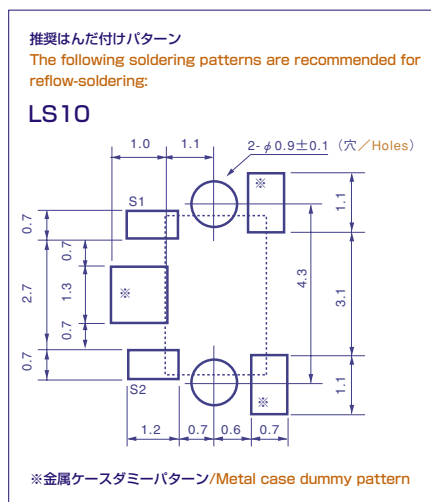 推奨はんだ付けパターン
The following soldering patterns are recommended for
reflow-soldering:
LS10
1.0
1.1
2-φ0.9±0.1（穴／Holes）
S1
※
0.7
0.7
1.1
2.7
1.3
※
4.3
3.1
0.7
0.7
S2
※
1.1
1.2
0.7
0.6
0.7
※金属ケースダミーパターン/Metal case dummy pattern